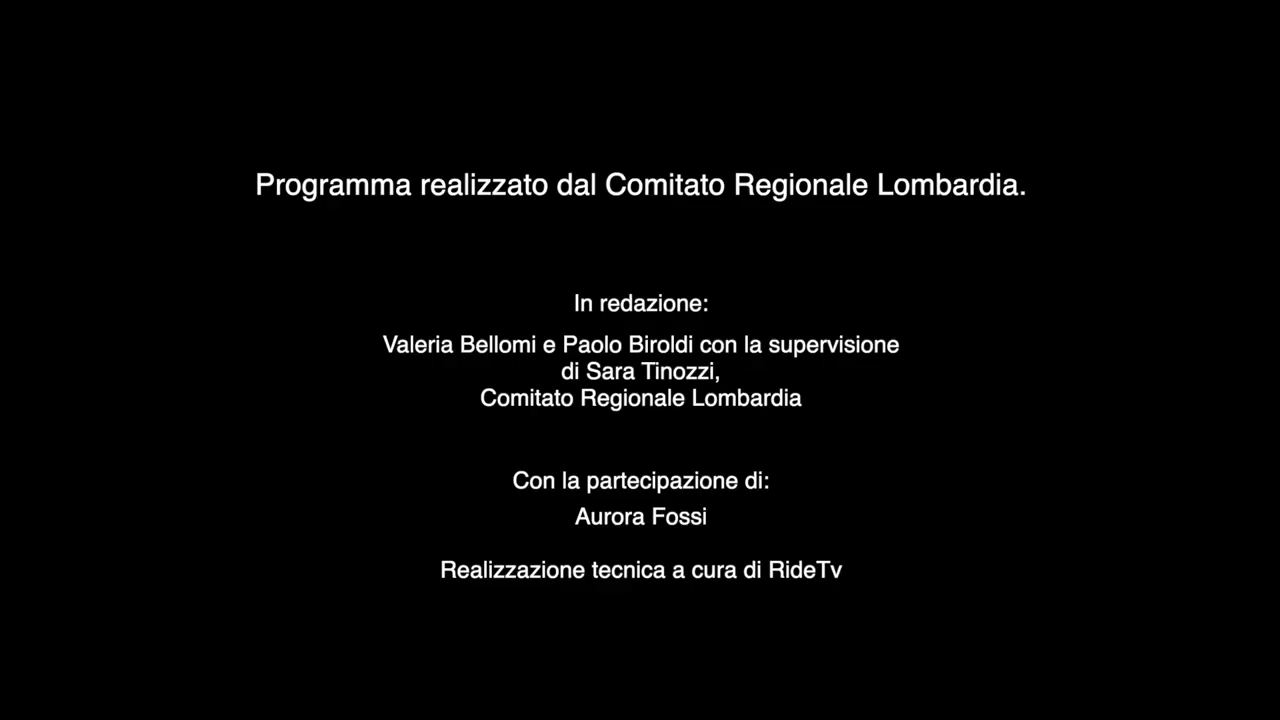 Programma realizzato dal Comitato Regionale Lombardia.
In redazione:
Valeria Bellomi e Paolo Biroldi con la supervisione
di Sara Tinozzi,
Comitato Regionale Lombardia
Con la partecipazione di:
Aurora Fossi
Realizzazione tecnica a cura di RideTv